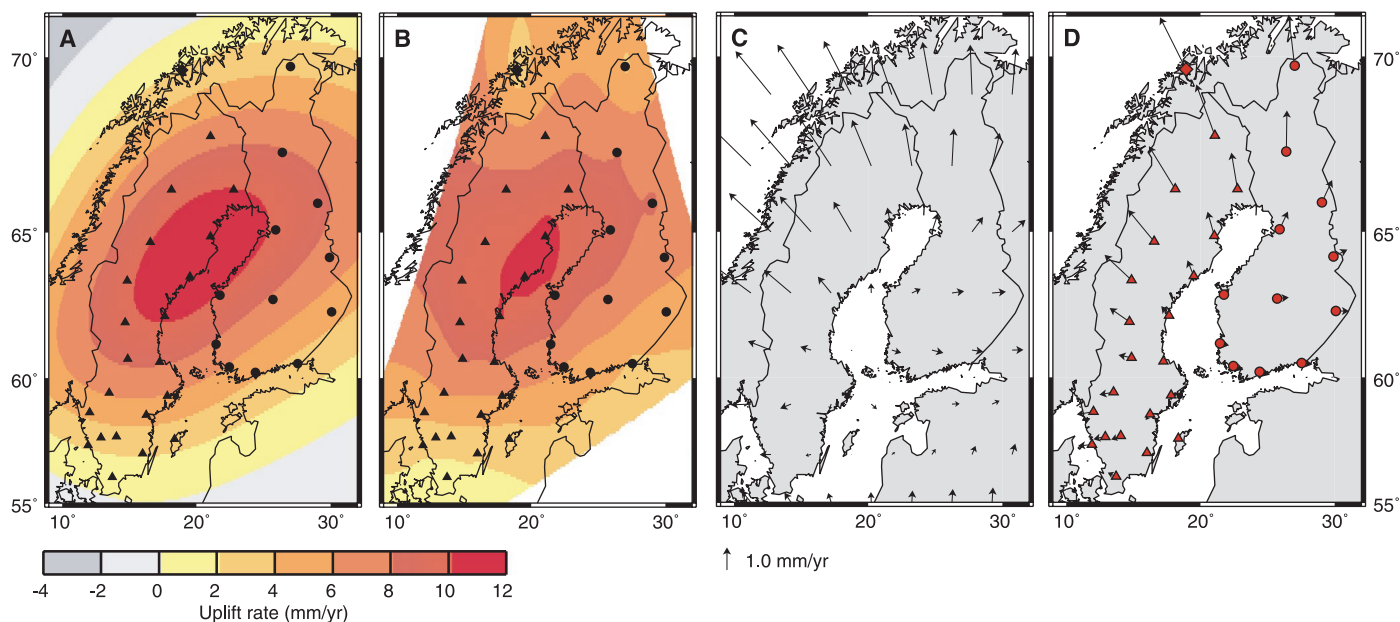 A B C D
70° 70°
65° 65°
60° 60°
55° 55°
10° 20° 30° 10° 20° 30° 10° 20° 30° 10° 20° 30°
-4 -2 0 2 4 6 8 10 12
Uplift rate (mm/yr)
1.0 mm/yr